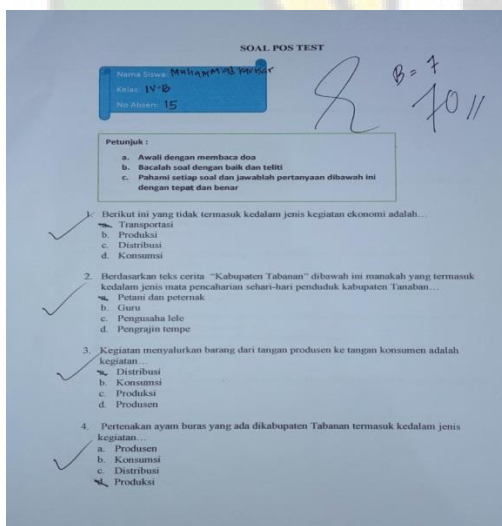 SOAL POS TEST
Nama Siswa: Muhammad
Kelas: IV-B
No Absen: 15
B = 7
70 //
Petunjuk :
a. Awali dengan membaca doa
b. Bacalah soal dengan baik dan teliti
c. Pahami setiap soal dan jawablah pertanyaan dibawah ini
dengan tepat dan benar
1. Berikut ini yang tidak termasuk kedalam jenis kegiatan ekonomi adalah…
a. Transportasi
b. Produksi
c. Distribusi
d. Konsumsi
2. Berdasarkan teks cerita "Kabupaten Tabanan" dibawah ini manakah yang termasuk
kedalam jenis mata pencaharian sehari-hari penduduk kabupaten Tanaban…
a. Petani dan peternak
b. Guru
c. Pengusaha lele
d. Pengrajin tempe
3. Kegiatan menyalurkan barang dari tangan produsen ke tangan konsumen adalah
kegiatan…
a. Distribusi
b. Konsumsi
c. Produksi
d. Produsen
4. Pertenakan ayam buras yang ada dikabupaten Tabanan termasuk kedalam jenis
kegiatan…
a. Produsen
b. Konsumsi
c. Distribusi
d. Produksi